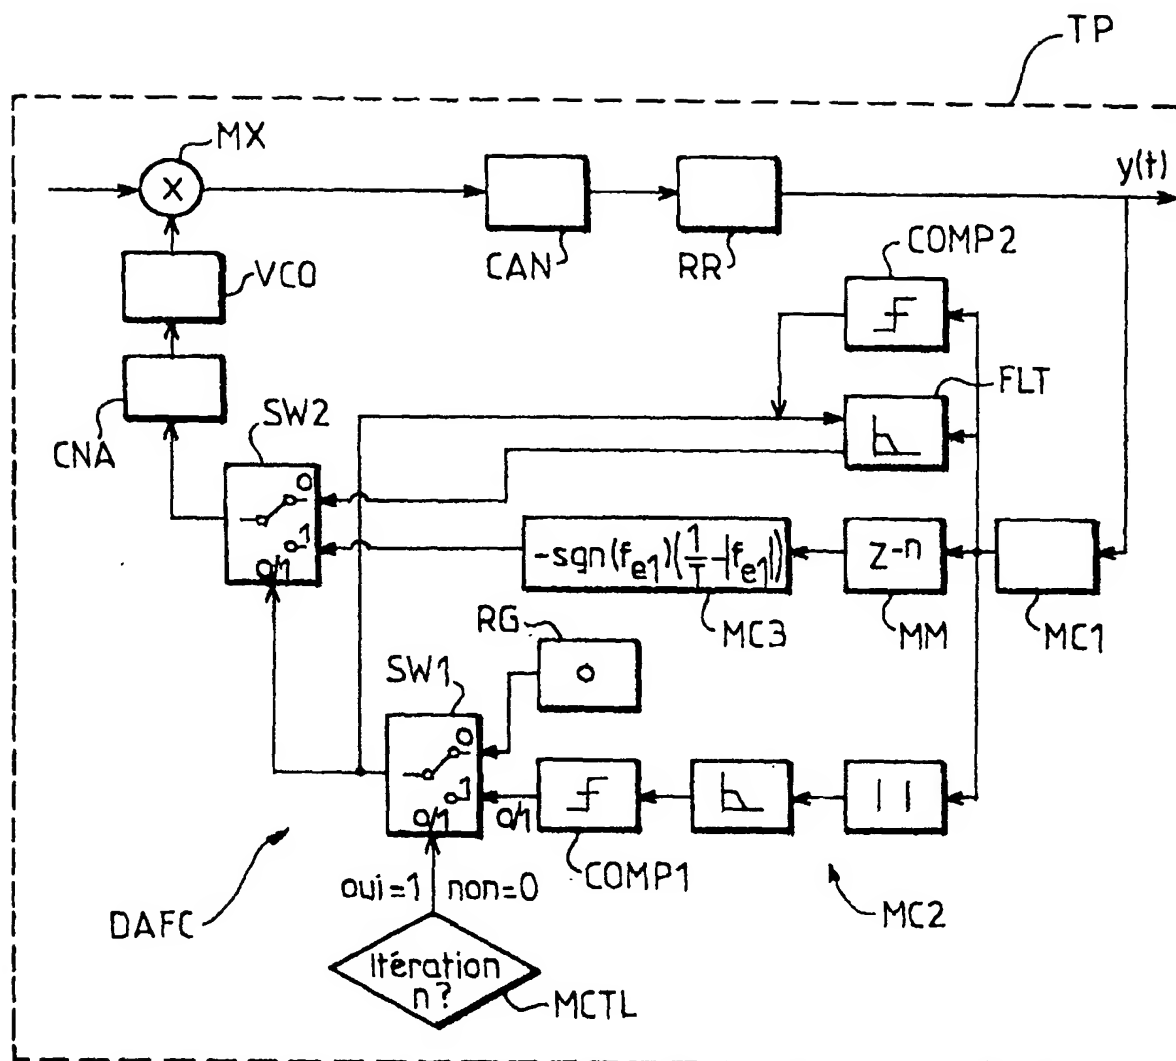 TP
MX
×
y(t)
CAN
RR
COMP2
VCO
FLT
CNA
SW2
0
1
0/1
-sgn(fe1)(1/T-|fe1|)
Z-n
MC3
MM
MC1
RG
0
SW1
0
1
0/1
0/1
| |
COMP1
MC2
oui=1 non=0
DAFC
Itération
n?
MCTL